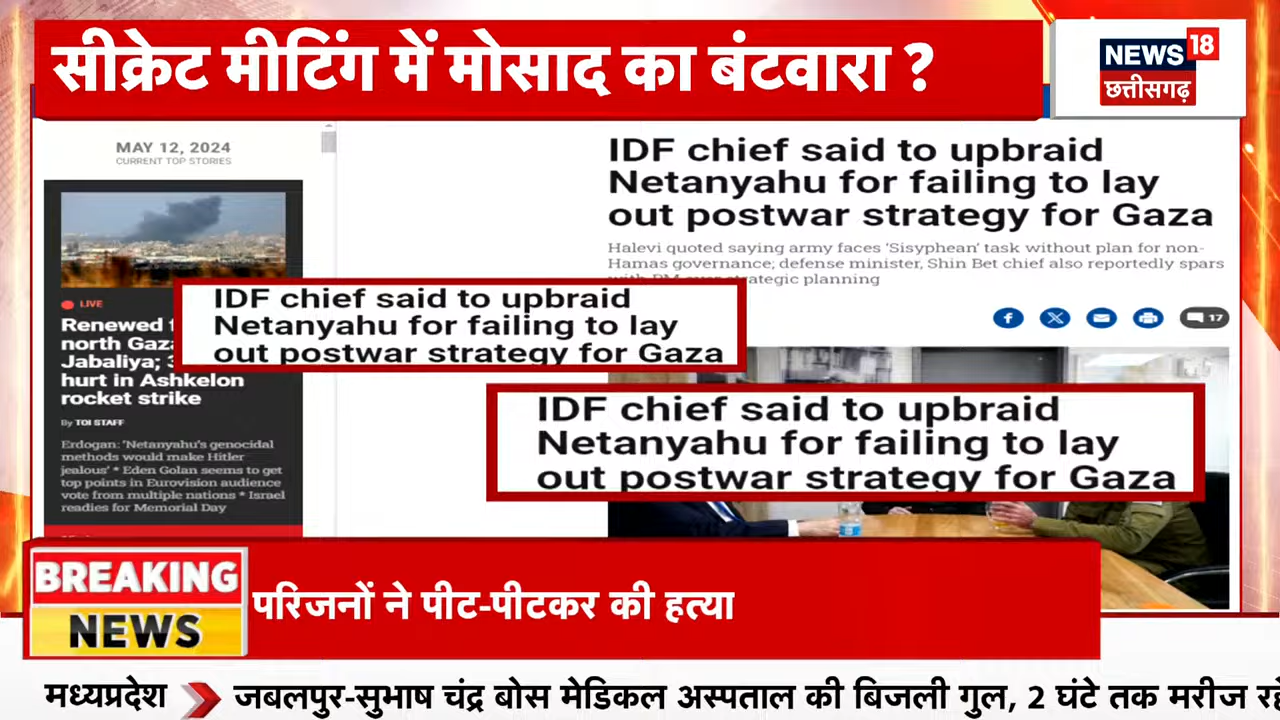 सीक्रेट मीटिंग में मोसाद का बंटवारा ?
NEWS 18
छत्तीसगढ़
MAY 12, 2024
CURRENT TOP STORIES
LIVE
Renewed f
north Gaz
Jabaliya; 3
hurt in Ashkelon
rocket strike
By TOI STAFF
Erdogan: 'Netanyahu's genocidal
methods would make Hitler
jealous' * Eden Golan seems to get
top points in Eurovision audience
vote from multiple nations * Israel
readies for Memorial Day
IDF chief said to upbraid
Netanyahu for failing to lay
out postwar strategy for Gaza
Halevi quoted saying army faces 'Sisyphean' task without plan for non-
Hamas governance; defense minister, Shin Bet chief also reportedly spars
with PM over strategic planning
17
IDF chief said to upbraid
Netanyahu for failing to lay
out postwar strategy for Gaza
IDF chief said to upbraid
Netanyahu for failing to lay
out postwar strategy for Gaza
BREAKING
NEWS
परिजनों ने पीट-पीटकर की हत्या
मध्यप्रदेश
जबलपुर-सुभाष चंद्र बोस मेडिकल अस्पताल की बिजली गुल, 2 घंटे तक मरीज रहे